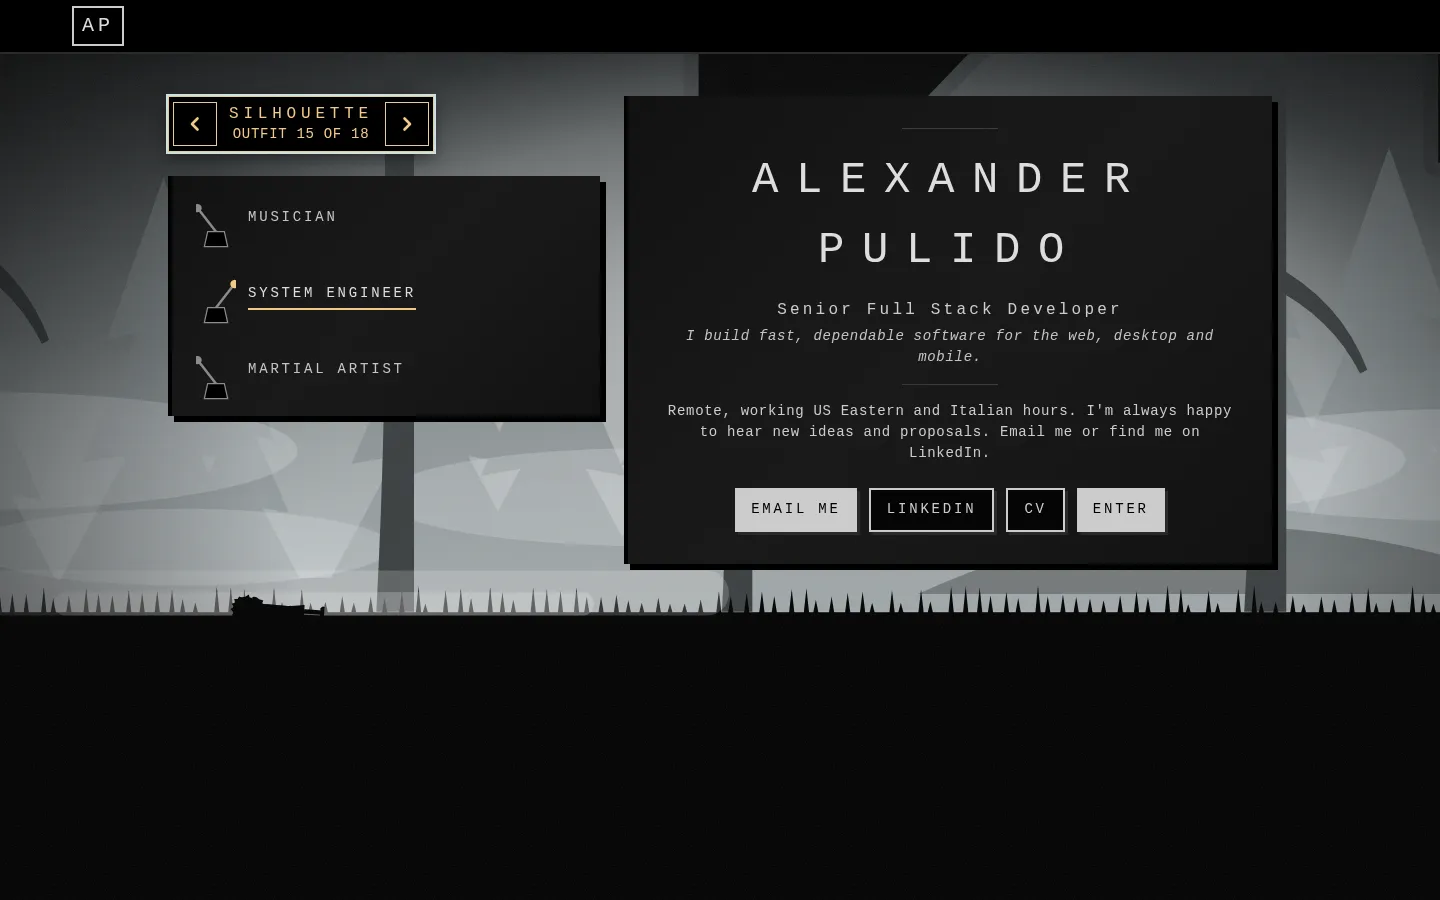 AP
SILHOUETTE
OUTFIT 15 OF 18
MUSICIAN
SYSTEM ENGINEER
MARTIAL ARTIST
ALEXANDER
PULIDO
Senior Full Stack Developer
I build fast, dependable software for the web, desktop and
mobile.
Remote, working US Eastern and Italian hours. I'm always happy
to hear new ideas and proposals. Email me or find me on
LinkedIn.
EMAIL ME
LINKEDIN
CV
ENTER